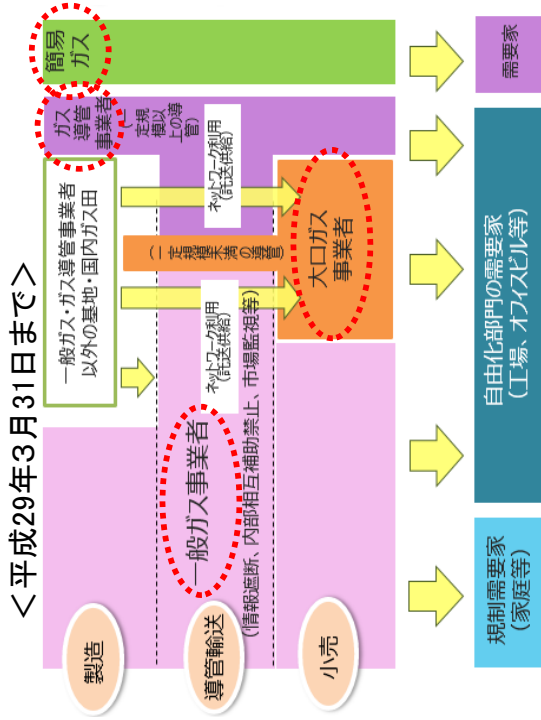 ＜平成29年3月31日まで＞
製造
導管輸送
小売
一般ガス・ガス導管事業者
以外の基地・国内ガス田
ガス
導管
事業者
（一
定規
模以
上の導
管）
簡易
ガス
一般ガス事業者
（情報遮断、内部相互補助禁止、市場監視等）
ネットワーク利用
（託送供給）
（一定規模未満の導管）
ネットワーク利用
（託送供給）
大口ガス
事業者
規制需要家
（家庭等）
自由化部門の需要家
（工場、オフィスビル等）
需要家